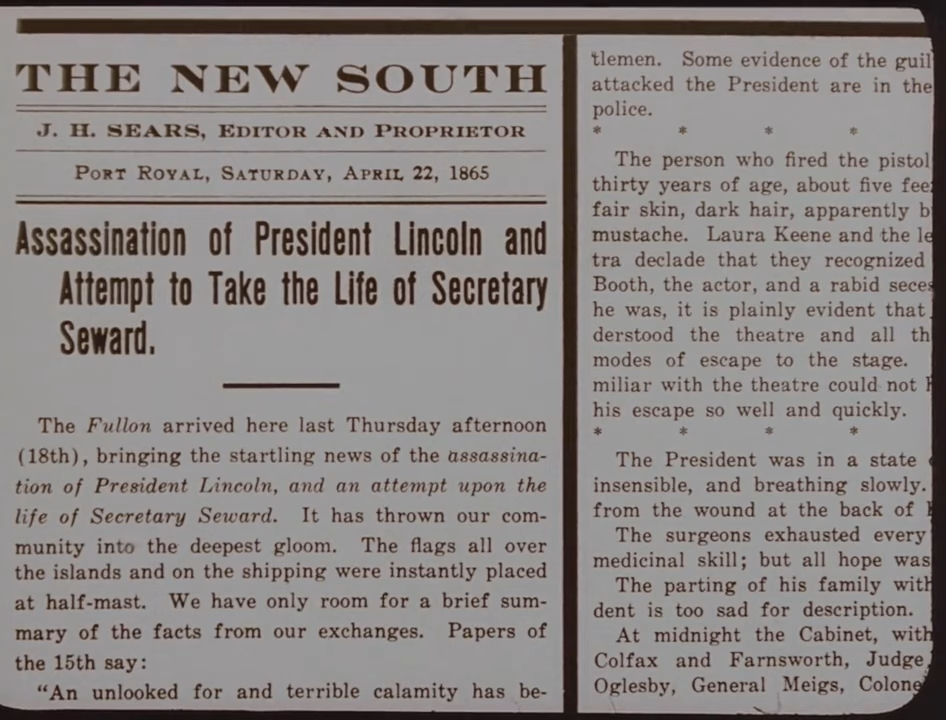 THE NEW SOUTH
J. H. SEARS, EDITOR AND PROPRIETOR
PORT ROYAL, SATURDAY, APRIL 22, 1865
Assassination of President Lincoln and
Attempt to Take the Life of Secretary
Seward.
The Fullon arrived here last Thursday afternoon
(18th), bringing the startling news of the assassina-
tion of President Lincoln, and an attempt upon the
life of Secretary Seward. It has thrown our com-
munity into the deepest gloom. The flags all over
the islands and on the shipping were instantly placed
at half-mast. We have only room for a brief sum-
mary of the facts from our exchanges. Papers of
the 15th say:
"An unlooked for and terrible calamity has be-
tlemen. Some evidence of the guil
attacked the President are in the
police.
* * * *
The person who fired the pistol
thirty years of age, about five fee
fair skin, dark hair, apparently b
mustache. Laura Keene and the le
tra declade that they recognized
Booth, the actor, and a rabid seces
he was, it is plainly evident that
derstood the theatre and all th
modes of escape to the stage.
miliar with the theatre could not
his escape so well and quickly.
* * * *
The President was in a state
insensible, and breathing slowly.
from the wound at the back of
The surgeons exhausted every
medicinal skill; but all hope was
The parting of his family with
dent is too sad for description.
At midnight the Cabinet, with
Colfax and Farnsworth, Judge
Oglesby, General Meigs, Colone